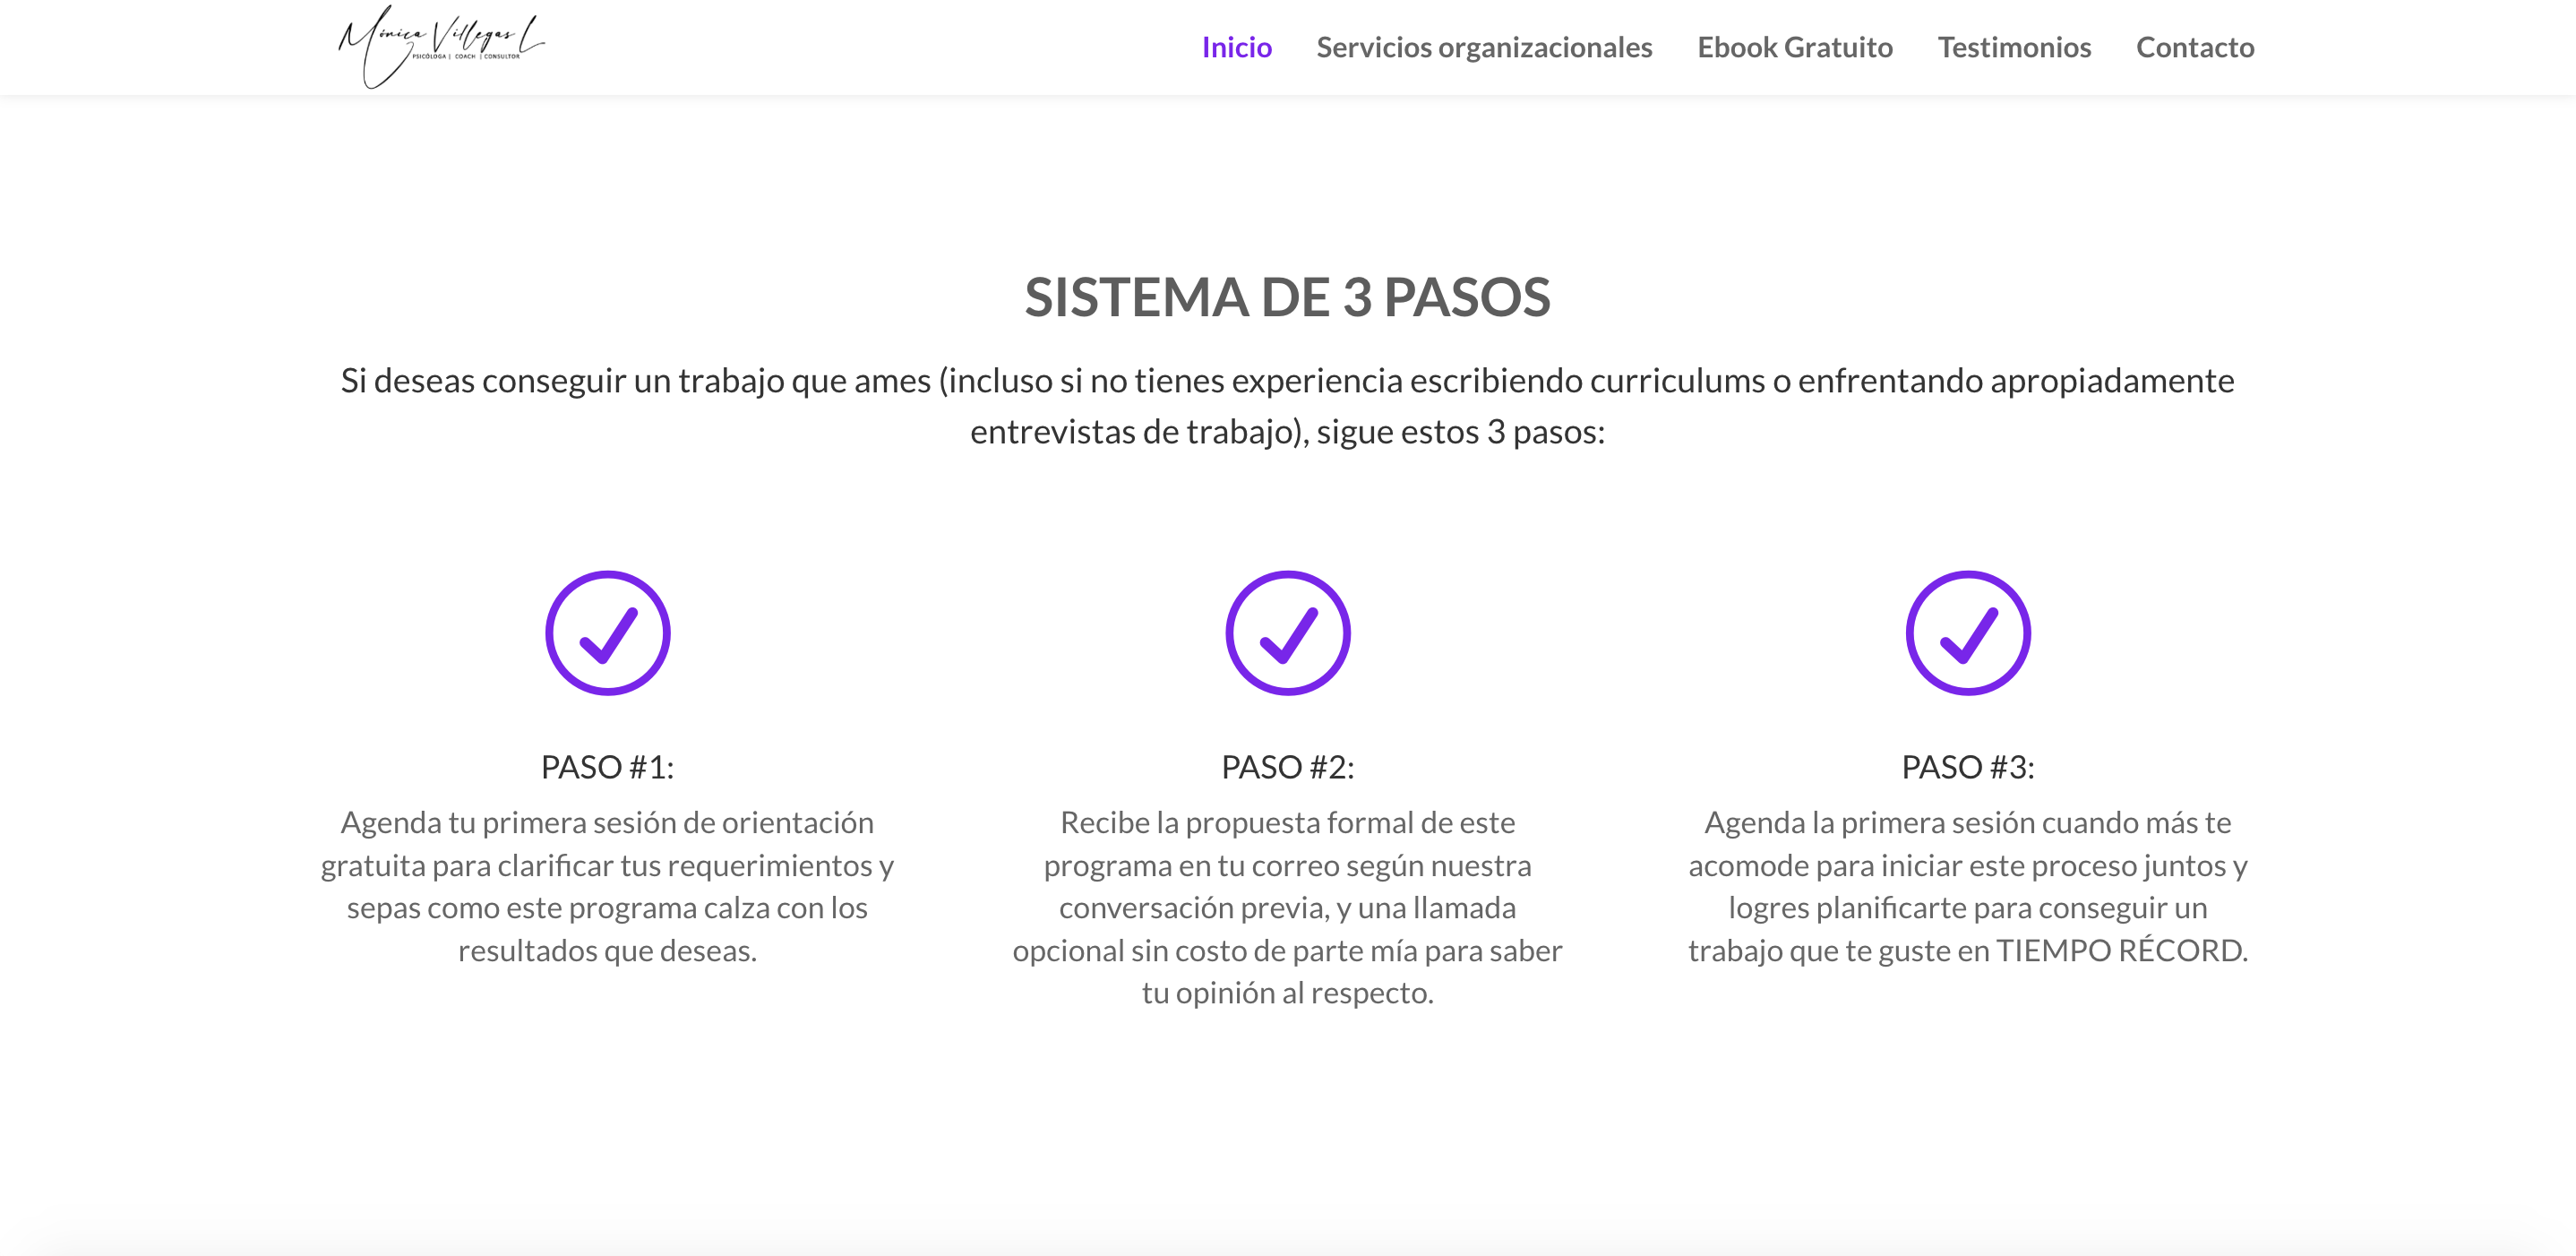 Mónica Villegas L
PSICÓLOGA | COACH | CONSULTOR
Inicio Servicios organizacionales Ebook Gratuito Testimonios Contacto
SISTEMA DE 3 PASOS
Si deseas conseguir un trabajo que ames (incluso si no tienes experiencia escribiendo curriculums o enfrentando apropiadamente
entrevistas de trabajo), sigue estos 3 pasos:
PASO #1:
Agenda tu primera sesión de orientación
gratuita para clarificar tus requerimientos y
sepas como este programa calza con los
resultados que deseas.
PASO #2:
Recibe la propuesta formal de este
programa en tu correo según nuestra
conversación previa, y una llamada
opcional sin costo de parte mía para saber
tu opinión al respecto.
PASO #3:
Agenda la primera sesión cuando más te
acomode para iniciar este proceso juntos y
logres planificarte para conseguir un
trabajo que te guste en TIEMPO RÉCORD.